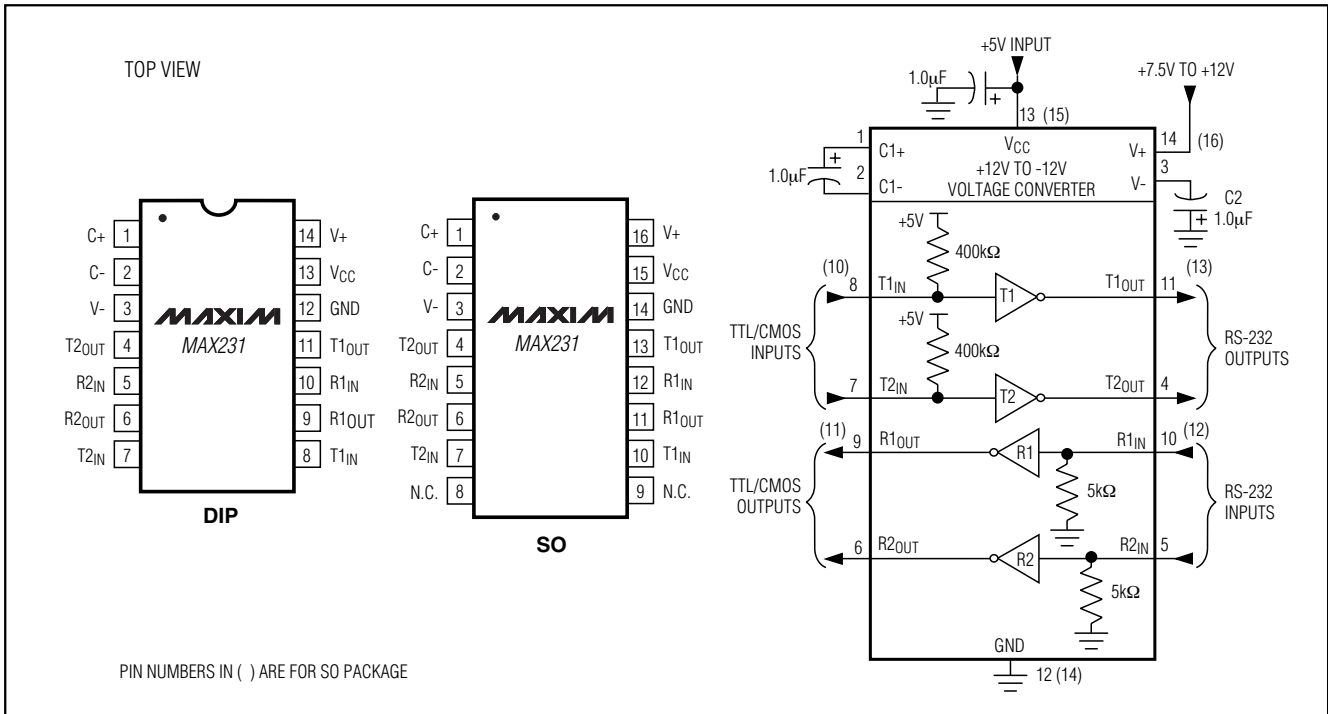 TOP VIEW
C+ 1
C- 2
V- 3
T2OUT 4
R2IN 5
R2OUT 6
T2IN 7
14 V+
13 VCC
12 GND
11 T1OUT
10 R1IN
9 R1OUT
8 T1IN
MAXIM
MAX231
DIP
C+ 1
C- 2
V- 3
T2OUT 4
R2IN 5
R2OUT 6
T2IN 7
N.C. 8
16 V+
15 VCC
14 GND
13 T1OUT
12 R1IN
11 R1OUT
10 T1IN
9 N.C.
MAXIM
MAX231
SO
PIN NUMBERS IN ( ) ARE FOR SO PACKAGE
+5V INPUT
1.0µF
+
+7.5V TO +12V
13 (15)
VCC
+12V TO -12V
VOLTAGE CONVERTER
1 C1+
2 C1-
1.0µF
+
V+ 14 (16)
V- 3
C2
1.0µF
+
+5V
400kΩ
(10)
8 T1IN
T1
T1OUT 11
(13)
+5V
400kΩ
TTL/CMOS
INPUTS
RS-232
OUTPUTS
7 T2IN
T2
T2OUT 4
(11)
9 R1OUT
R1
R1IN 10
(12)
5kΩ
TTL/CMOS
OUTPUTS
RS-232
INPUTS
6 R2OUT
R2
R2IN 5
5kΩ
GND
12 (14)